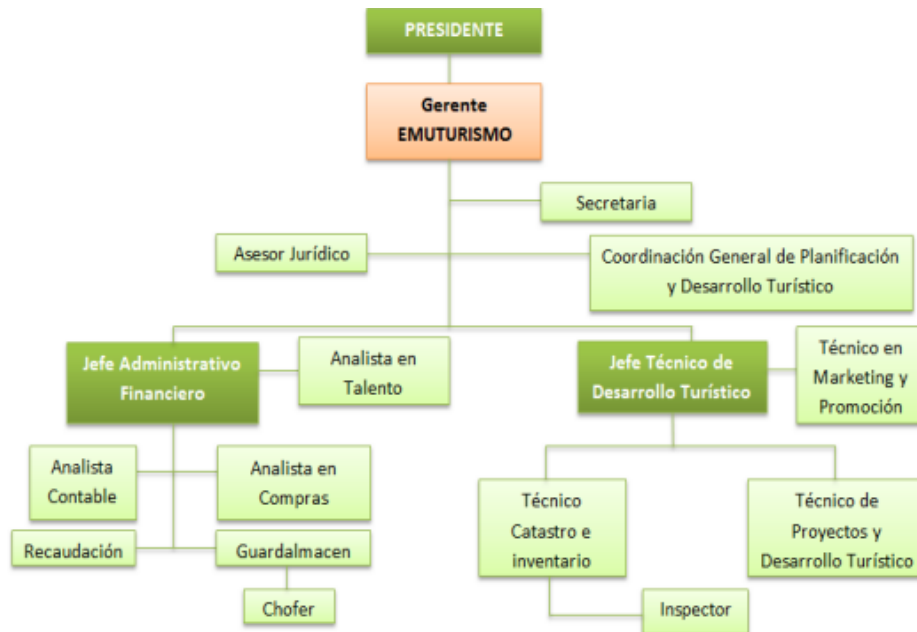 PRESIDENTE
Gerente
EMUTURISMO
Secretaria
Asesor Jurídico
Coordinación General de Planificación
y Desarrollo Turístico
Jefe Administrativo
Financiero
Analista en
Talento
Jefe Técnico de
Desarrollo Turístico
Técnico en
Marketing y
Promoción
Analista
Contable
Analista en
Compras
Recaudación
Guardalmacen
Chofer
Técnico
Catastro e
inventario
Técnico de
Proyectos y
Desarrollo Turístico
Inspector